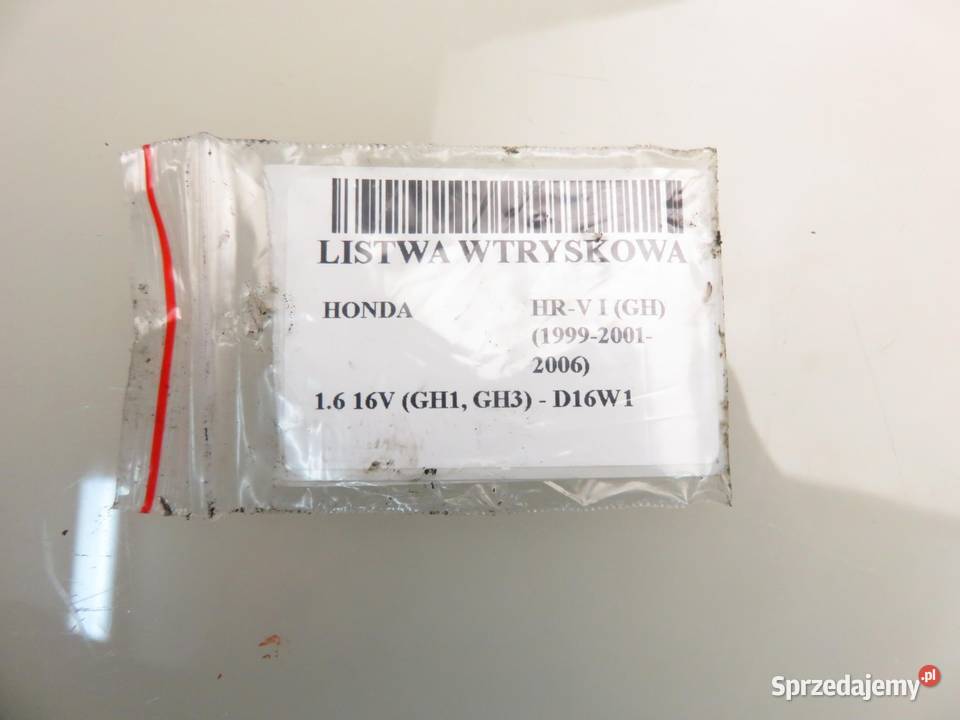 LISTWA WTRYSKOWA
HONDA
HR-V I (GH)
(1999-2001-
2006)
1.6 16V (GH1, GH3) - D16W1
Sprzedajemy.pl